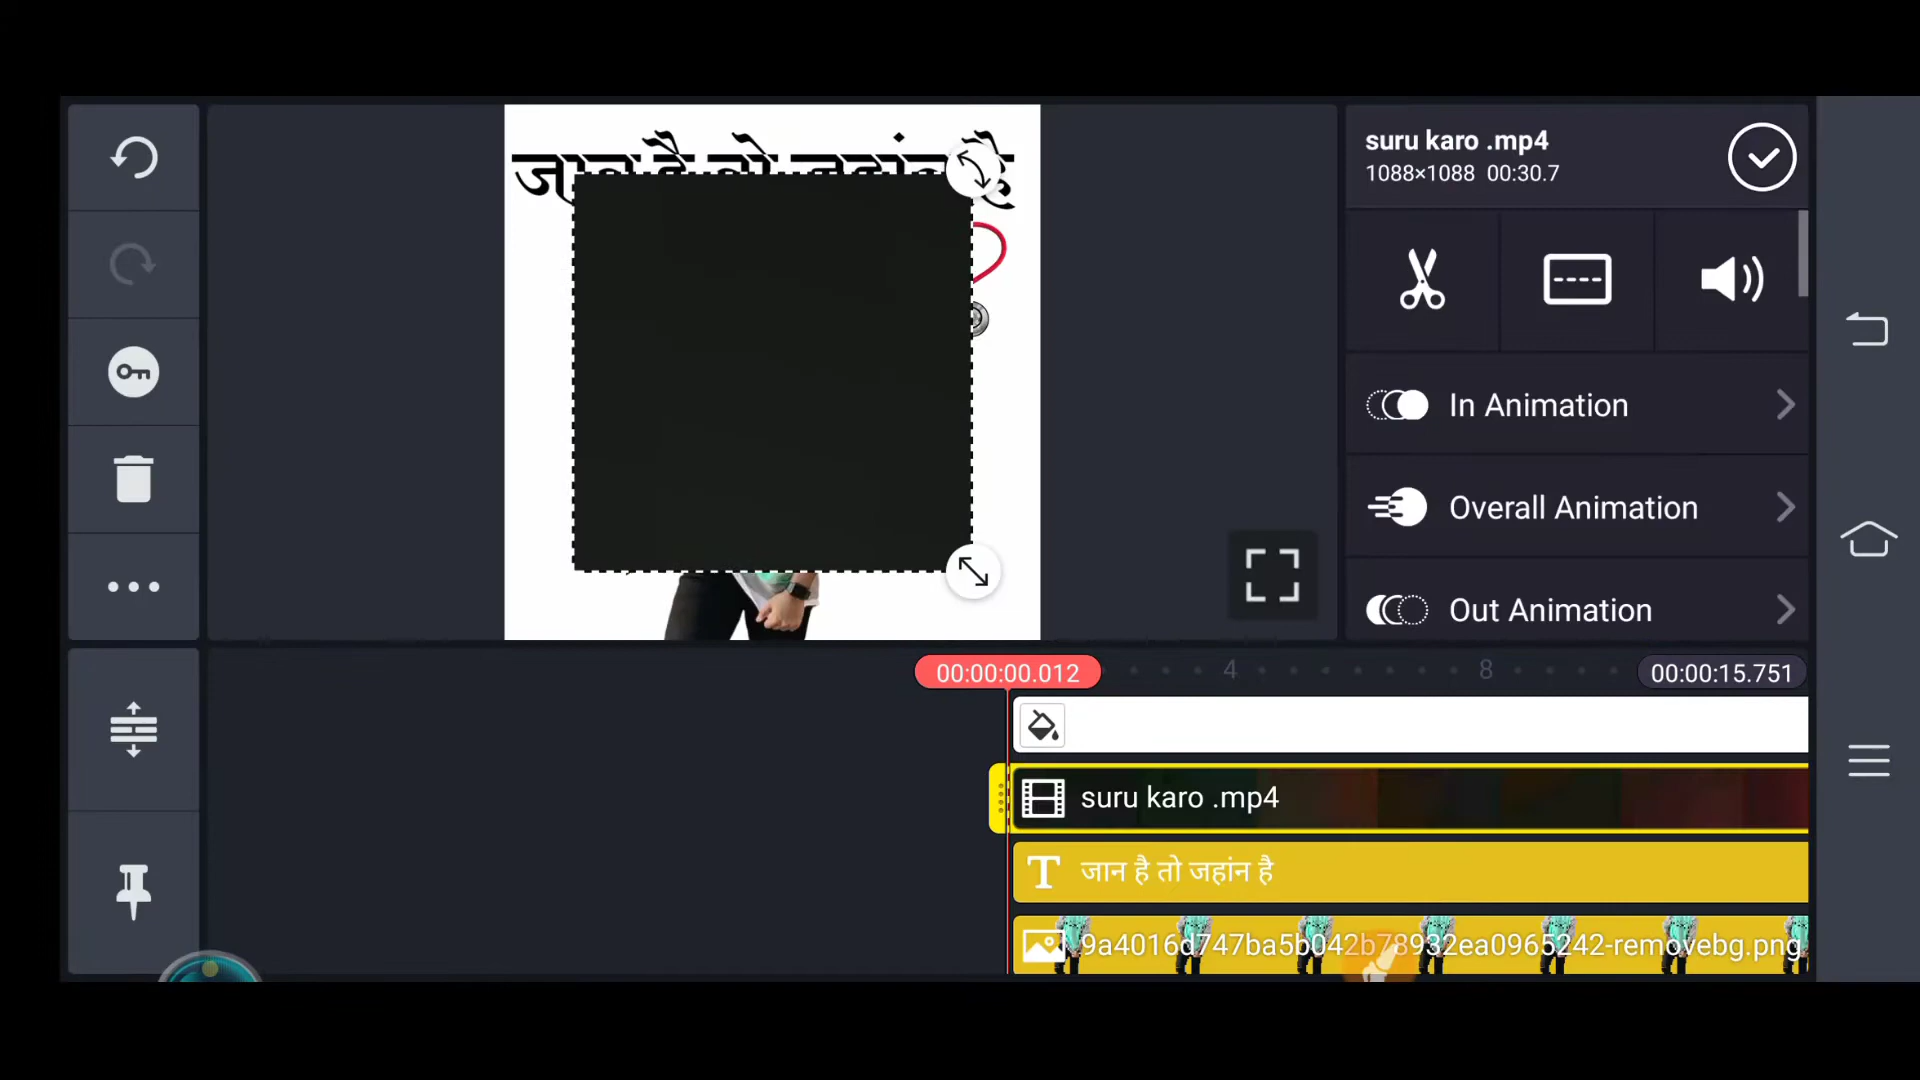 जान है तो जहांन है
suru karo .mp4
1088×1088 00:30.7
In Animation
Overall Animation
Out Animation
00:00:00.012
4
8
00:00:15.751
suru karo .mp4
T जान है तो जहांन है
9a4016d747ba5b042b78932ea0965242-removebg.png